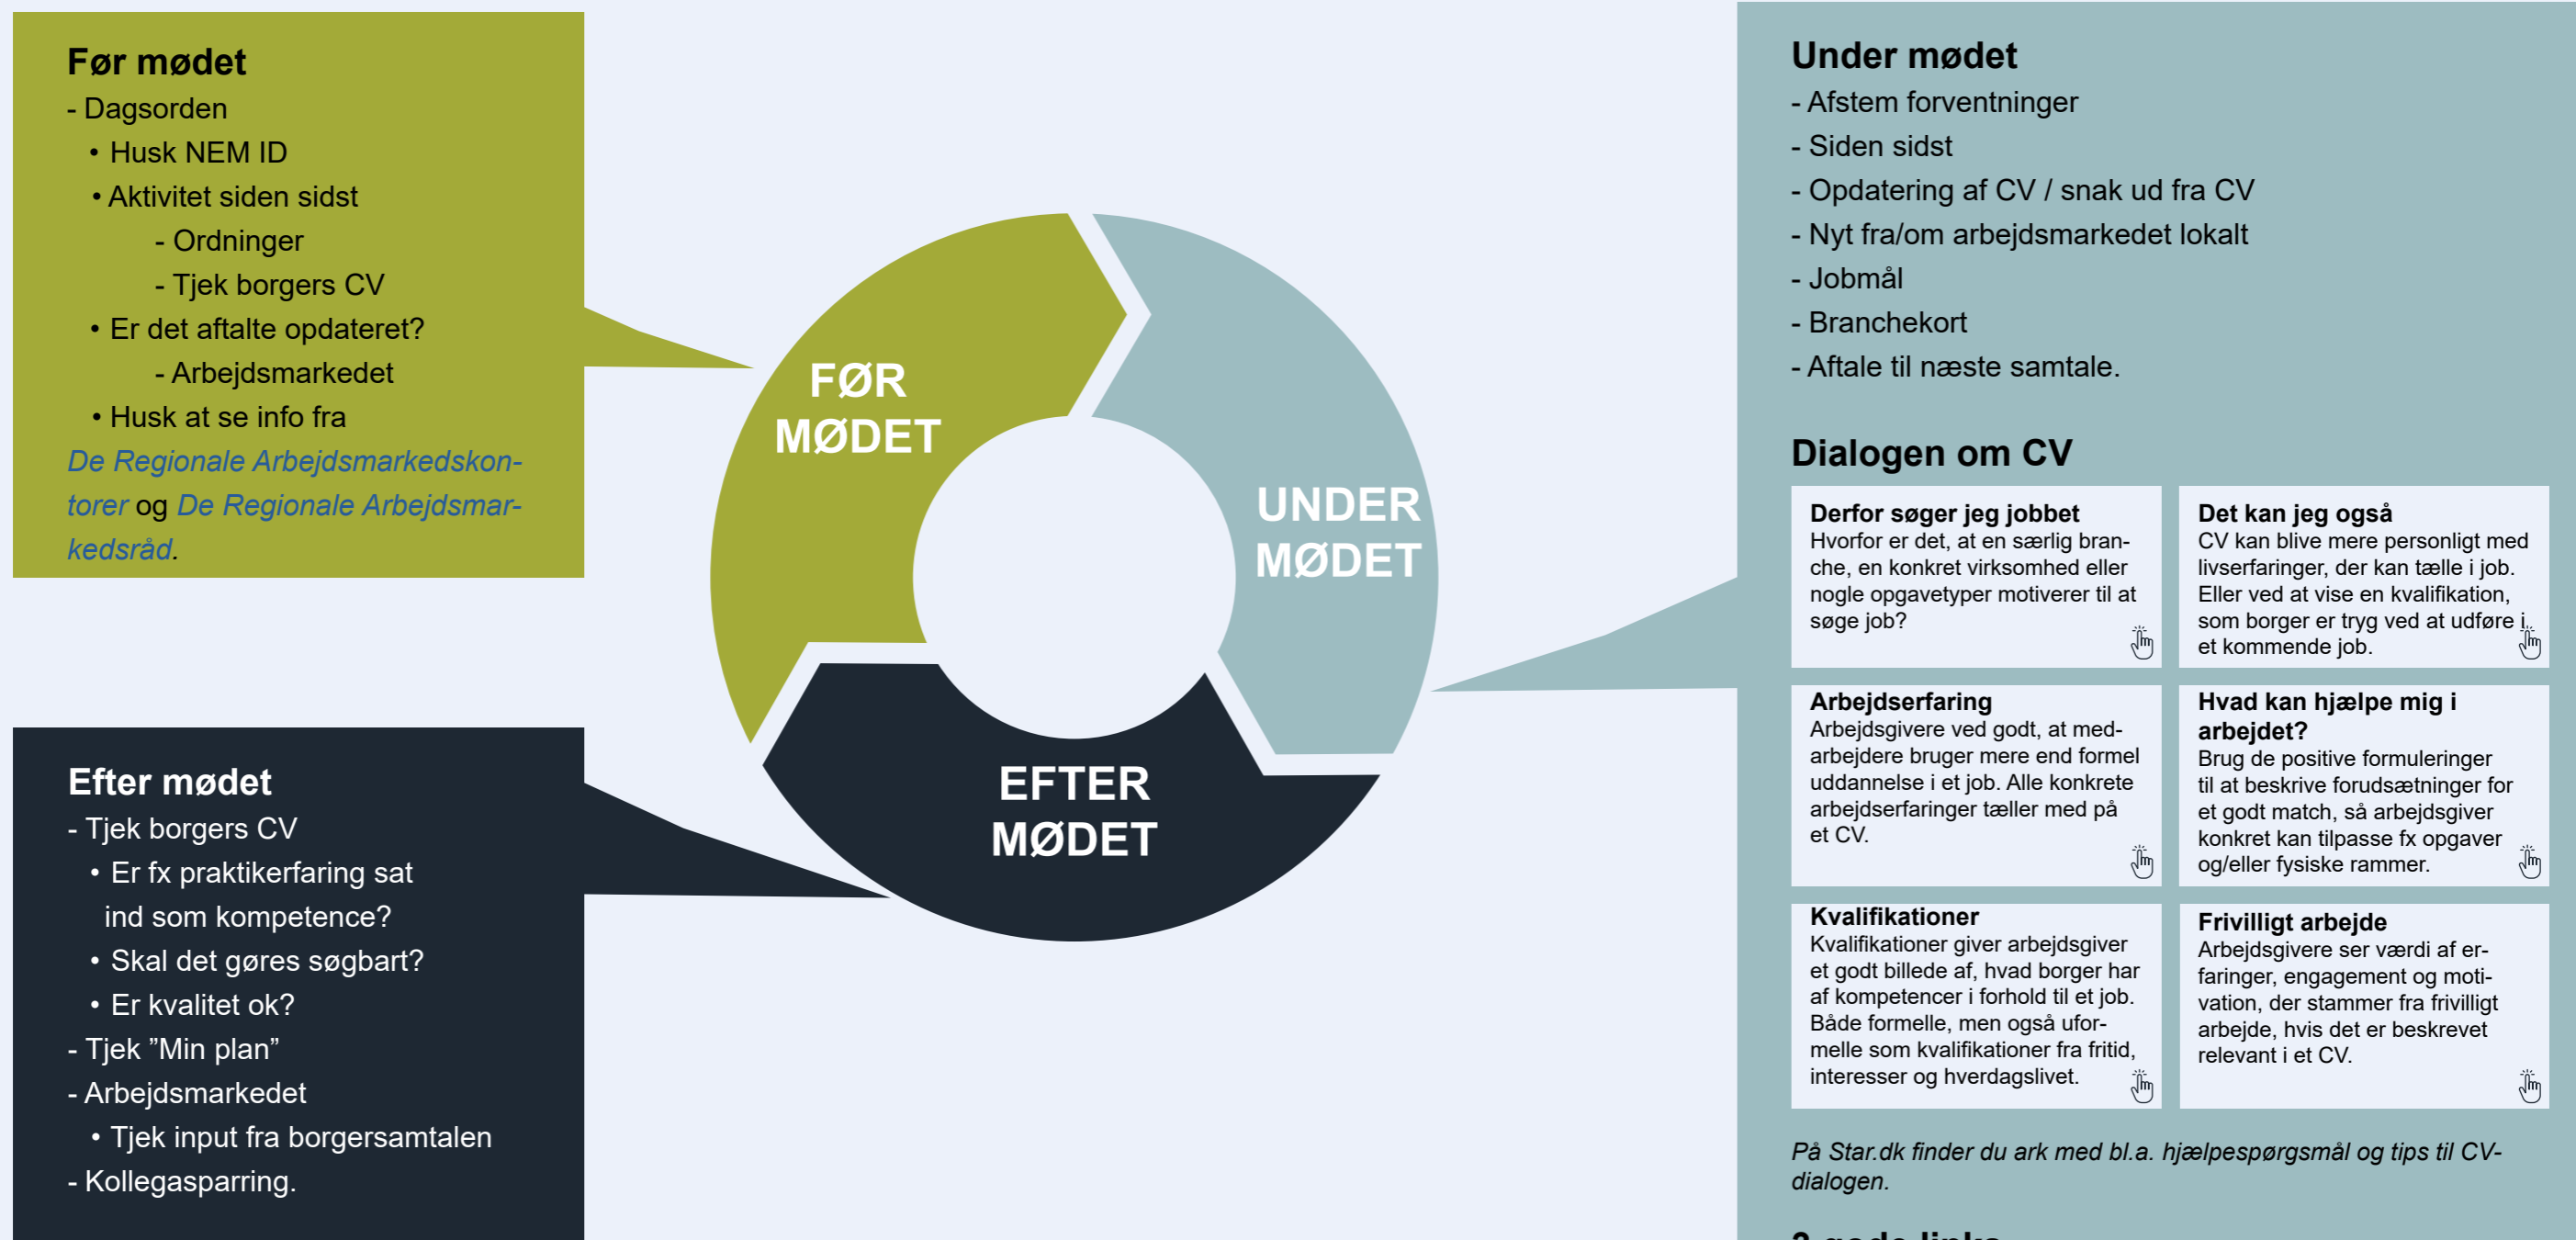 Før mødet
- Dagsorden
• Husk NEM ID
• Aktivitet siden sidst
- Ordninger
- Tjek borgers CV
• Er det aftalte opdateret?
- Arbejdsmarkedet
• Husk at se info fra
De Regionale Arbejdsmarkedskon-
torer og De Regionale Arbejdsmar-
kedsråd.
FØR
MØDET
UNDER
MØDET
EFTER
MØDET
Efter mødet
- Tjek borgers CV
• Er fx praktikerfaring sat
ind som kompetence?
• Skal det gøres søgbart?
• Er kvalitet ok?
- Tjek ”Min plan”
- Arbejdsmarkedet
• Tjek input fra borgersamtalen
- Kollegasparring.
Under mødet
- Afstem forventninger
- Siden sidst
- Opdatering af CV / snak ud fra CV
- Nyt fra/om arbejdsmarkedet lokalt
- Jobmål
- Branchekort
- Aftale til næste samtale.
Dialogen om CV
Derfor søger jeg jobbet
Hvorfor er det, at en særlig bran-
che, en konkret virksomhed eller
nogle opgavetyper motiverer til at
søge job?
Det kan jeg også
CV kan blive mere personligt med
livserfaringer, der kan tælle i job.
Eller ved at vise en kvalifikation,
som borger er tryg ved at udføre i
et kommende job.
Arbejdserfaring
Arbejdsgivere ved godt, at med-
arbejdere bruger mere end formel
uddannelse i et job. Alle konkrete
arbejdserfaringer tæller med på
et CV.
Hvad kan hjælpe mig i
arbejdet?
Brug de positive formuleringer
til at beskrive forudsætninger for
et godt match, så arbejdsgiver
konkret kan tilpasse fx opgaver
og/eller fysiske rammer.
Kvalifikationer
Kvalifikationer giver arbejdsgiver
et godt billede af, hvad borger har
af kompetencer i forhold til et job.
Både formelle, men også ufor-
melle som kvalifikationer fra fritid,
interesser og hverdagslivet.
Frivilligt arbejde
Arbejdsgivere ser værdi af er-
faringer, engagement og moti-
vation, der stammer fra frivilligt
arbejde, hvis det er beskrevet
relevant i et CV.
På Star.dk finder du ark med bl.a. hjælpespørgsmål og tips til CV-
dialogen.
gode links